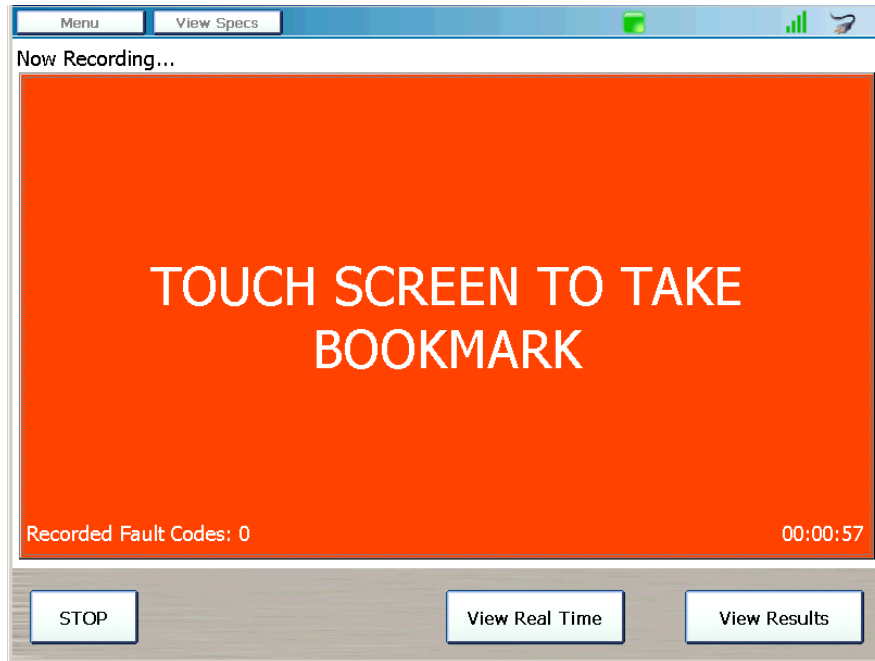 Menu View Specs
Now Recording...
TOUCH SCREEN TO TAKE
BOOKMARK
Recorded Fault Codes: 0 00:00:57
STOP View Real Time View Results